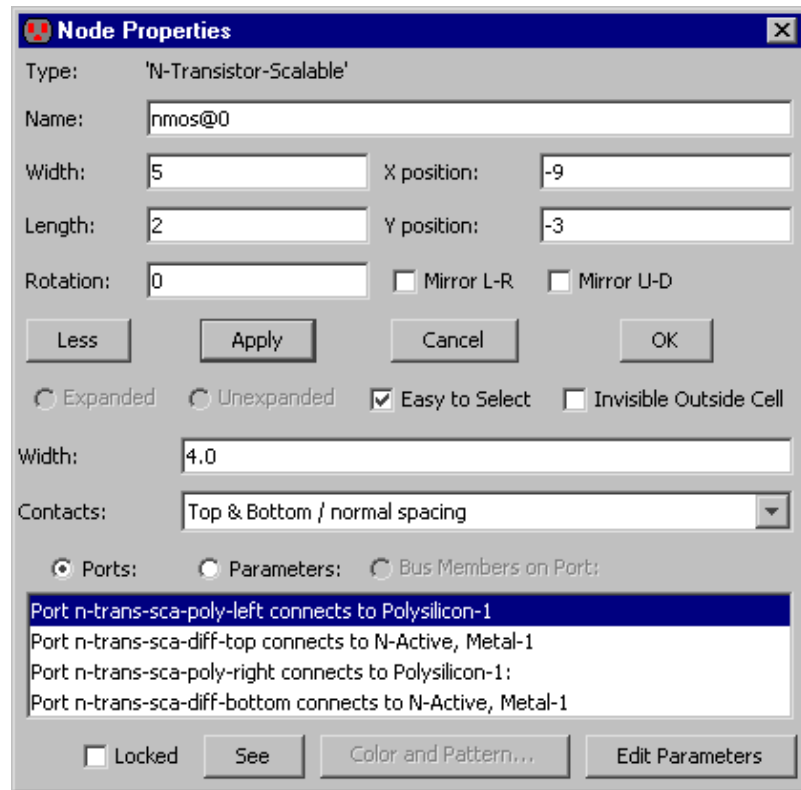 Node Properties
Type: 'N-Transistor-Scalable'
Name: nmos@0
Width: 5 X position: -9
Length: 2 Y position: -3
Rotation: 0 Mirror L-R Mirror U-D
Less Apply Cancel OK
Expanded Unexpanded Easy to Select Invisible Outside Cell
Width: 4.0
Contacts: Top & Bottom / normal spacing
Ports: Parameters: Bus Members on Port:
Port n-trans-sca-poly-left connects to Polysilicon-1
Port n-trans-sca-diff-top connects to N-Active, Metal-1
Port n-trans-sca-poly-right connects to Polysilicon-1:
Port n-trans-sca-diff-bottom connects to N-Active, Metal-1
Locked See Color and Pattern... Edit Parameters